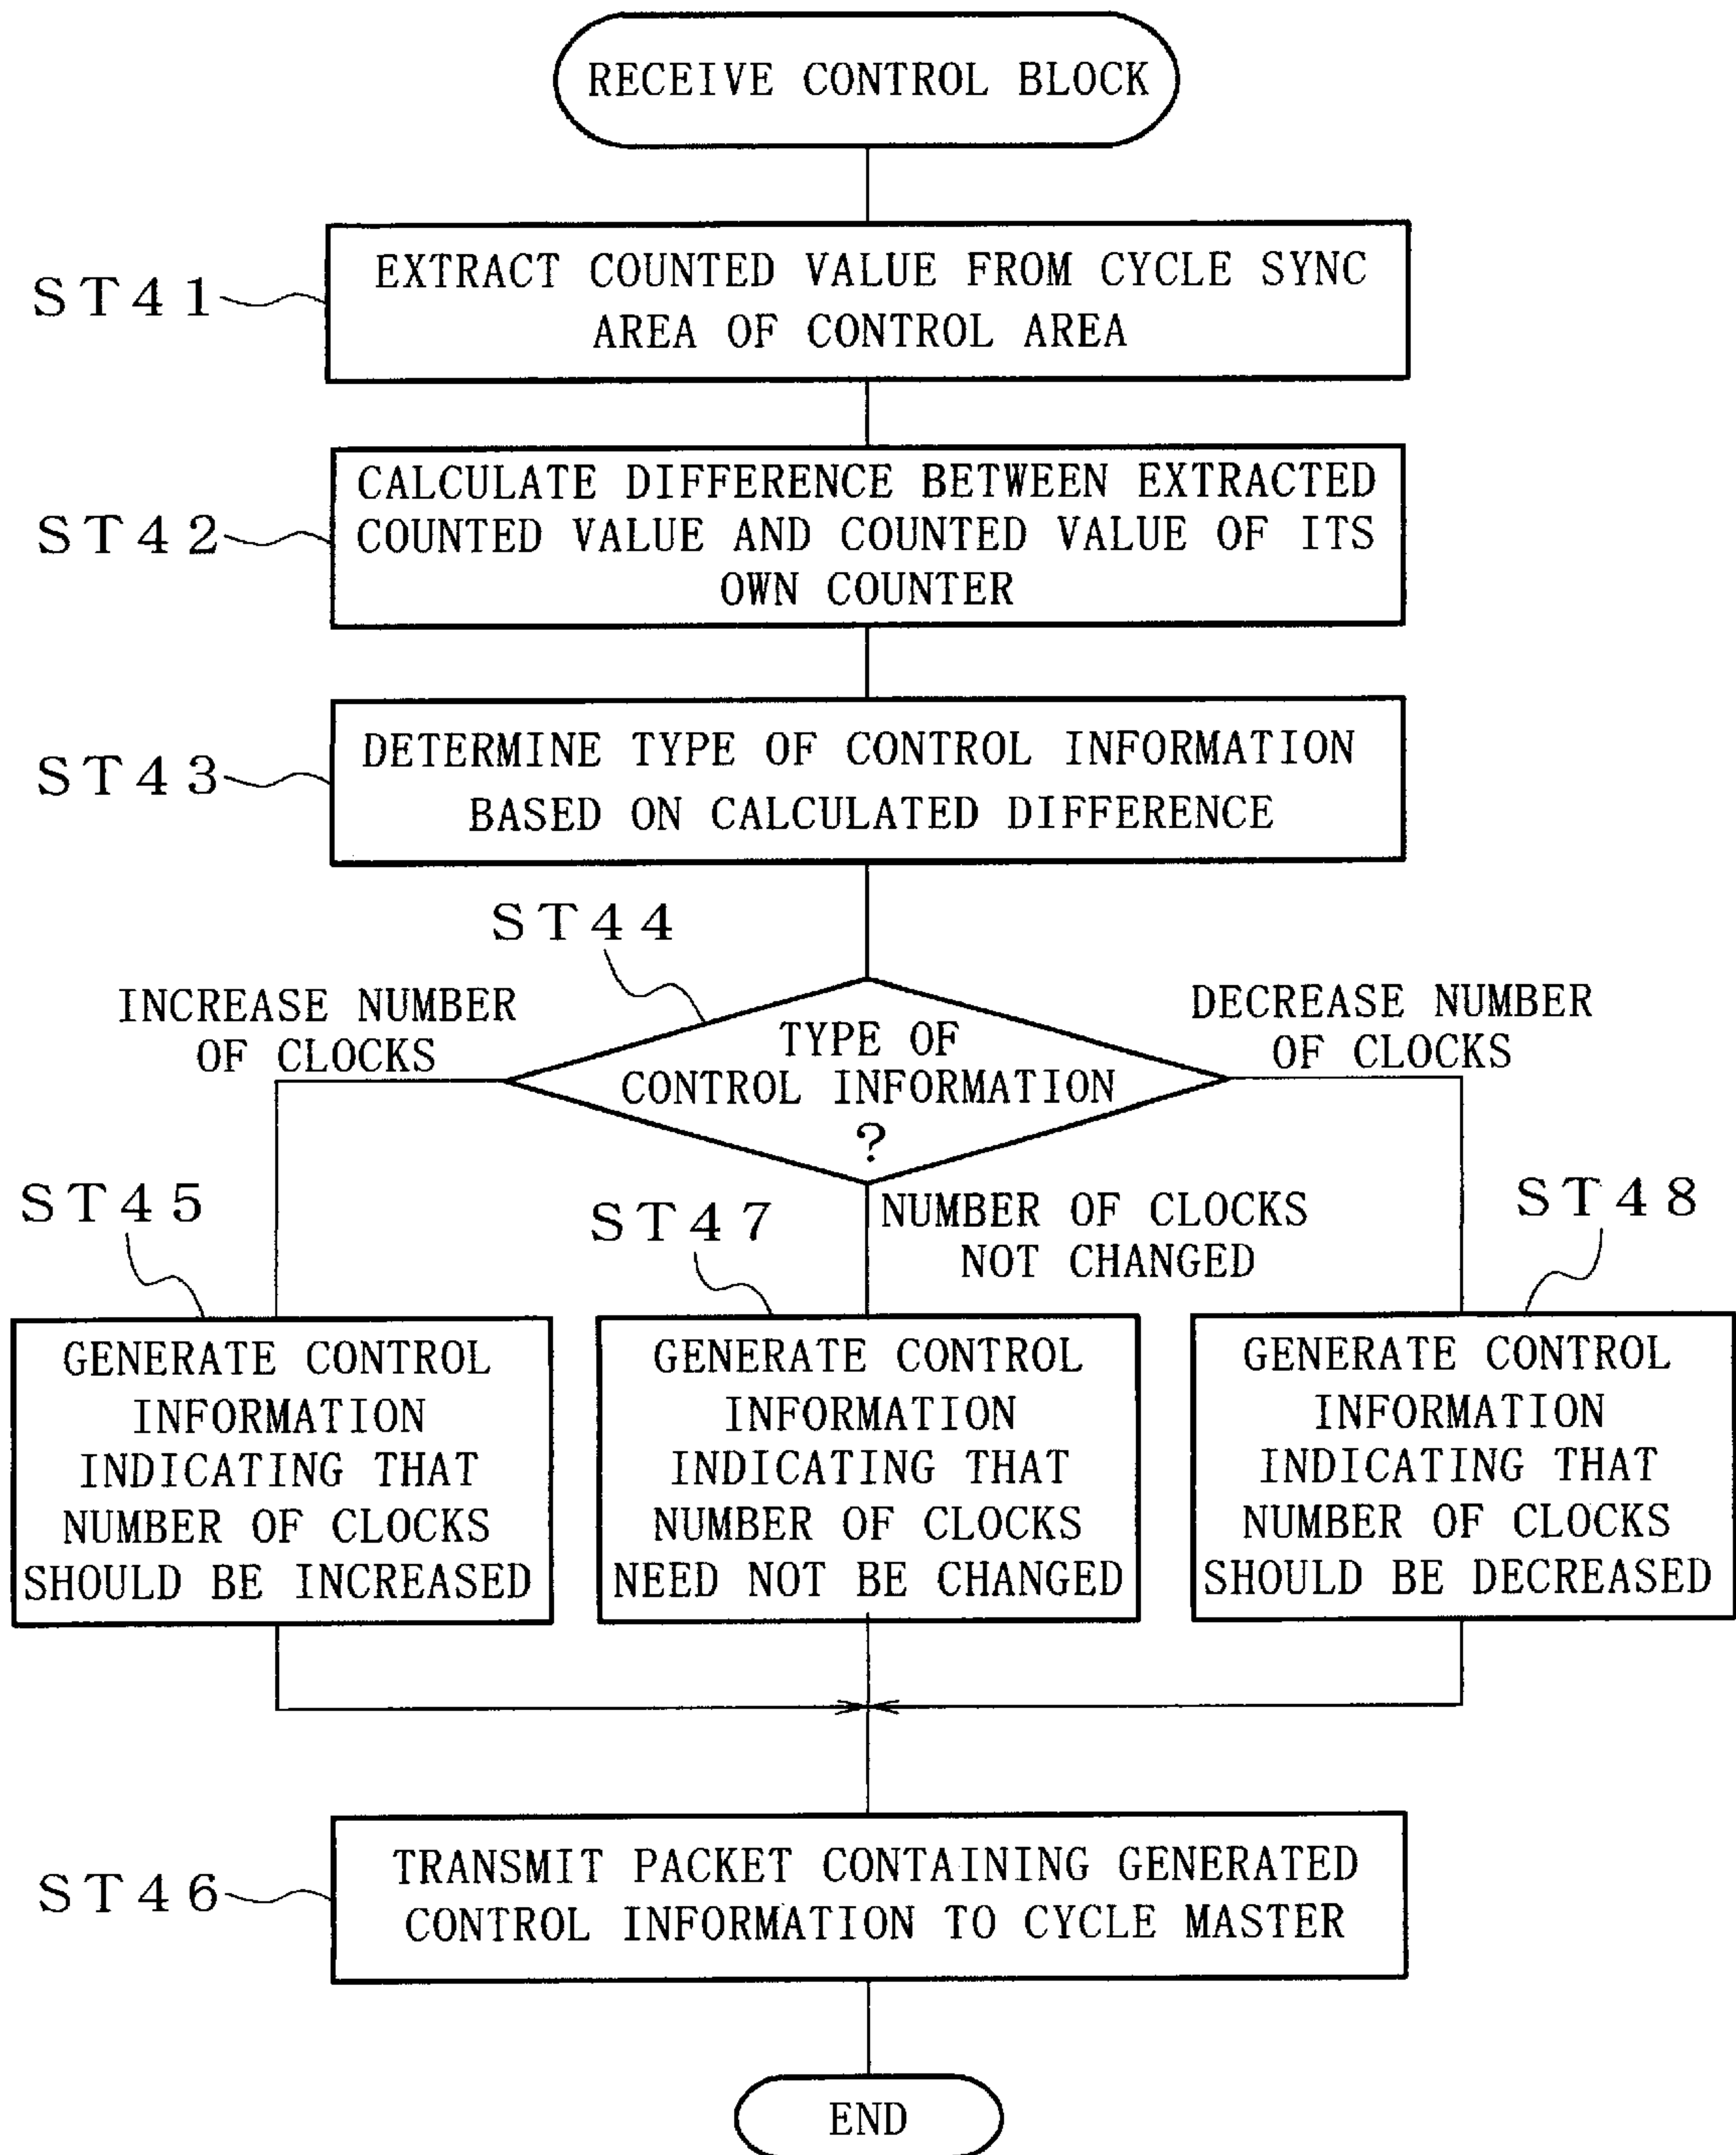 RECEIVE CONTROL BLOCK
ST41
EXTRACT COUNTED VALUE FROM CYCLE SYNC
AREA OF CONTROL AREA
ST42
CALCULATE DIFFERENCE BETWEEN EXTRACTED
COUNTED VALUE AND COUNTED VALUE OF ITS
OWN COUNTER
ST43
DETERMINE TYPE OF CONTROL INFORMATION
BASED ON CALCULATED DIFFERENCE
ST44
TYPE OF
CONTROL INFORMATION
?
INCREASE NUMBER
OF CLOCKS
DECREASE NUMBER
OF CLOCKS
NUMBER OF CLOCKS
NOT CHANGED
ST45
GENERATE CONTROL
INFORMATION
INDICATING THAT
NUMBER OF CLOCKS
SHOULD BE INCREASED
ST47
GENERATE CONTROL
INFORMATION
INDICATING THAT
NUMBER OF CLOCKS
NEED NOT BE CHANGED
ST48
GENERATE CONTROL
INFORMATION
INDICATING THAT
NUMBER OF CLOCKS
SHOULD BE DECREASED
ST46
TRANSMIT PACKET CONTAINING GENERATED
CONTROL INFORMATION TO CYCLE MASTER
END